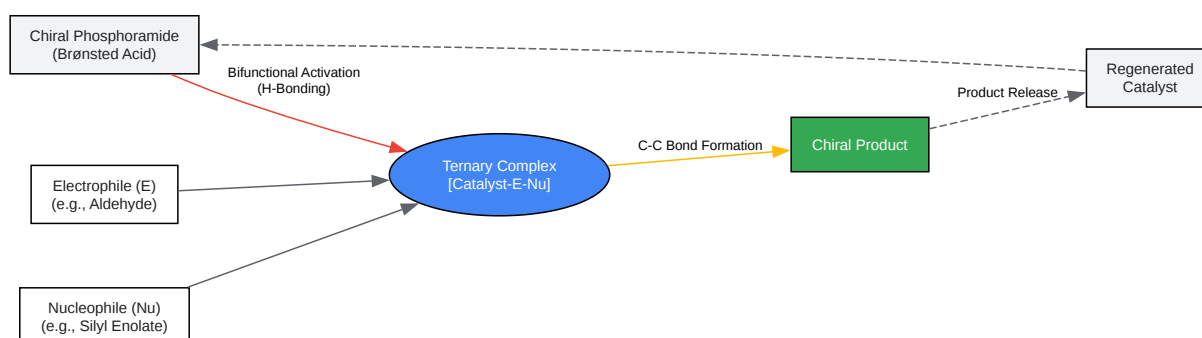 Chiral Phosphoramide
(Brønsted Acid)
Bifunctional Activation
(H-Bonding)
Electrophile (E)
(e.g., Aldehyde)
Nucleophile (Nu)
(e.g., Silyl Enolate)
Ternary Complex
[Catalyst-E-Nu]
C-C Bond Formation
Chiral Product
Product Release
Regenerated
Catalyst